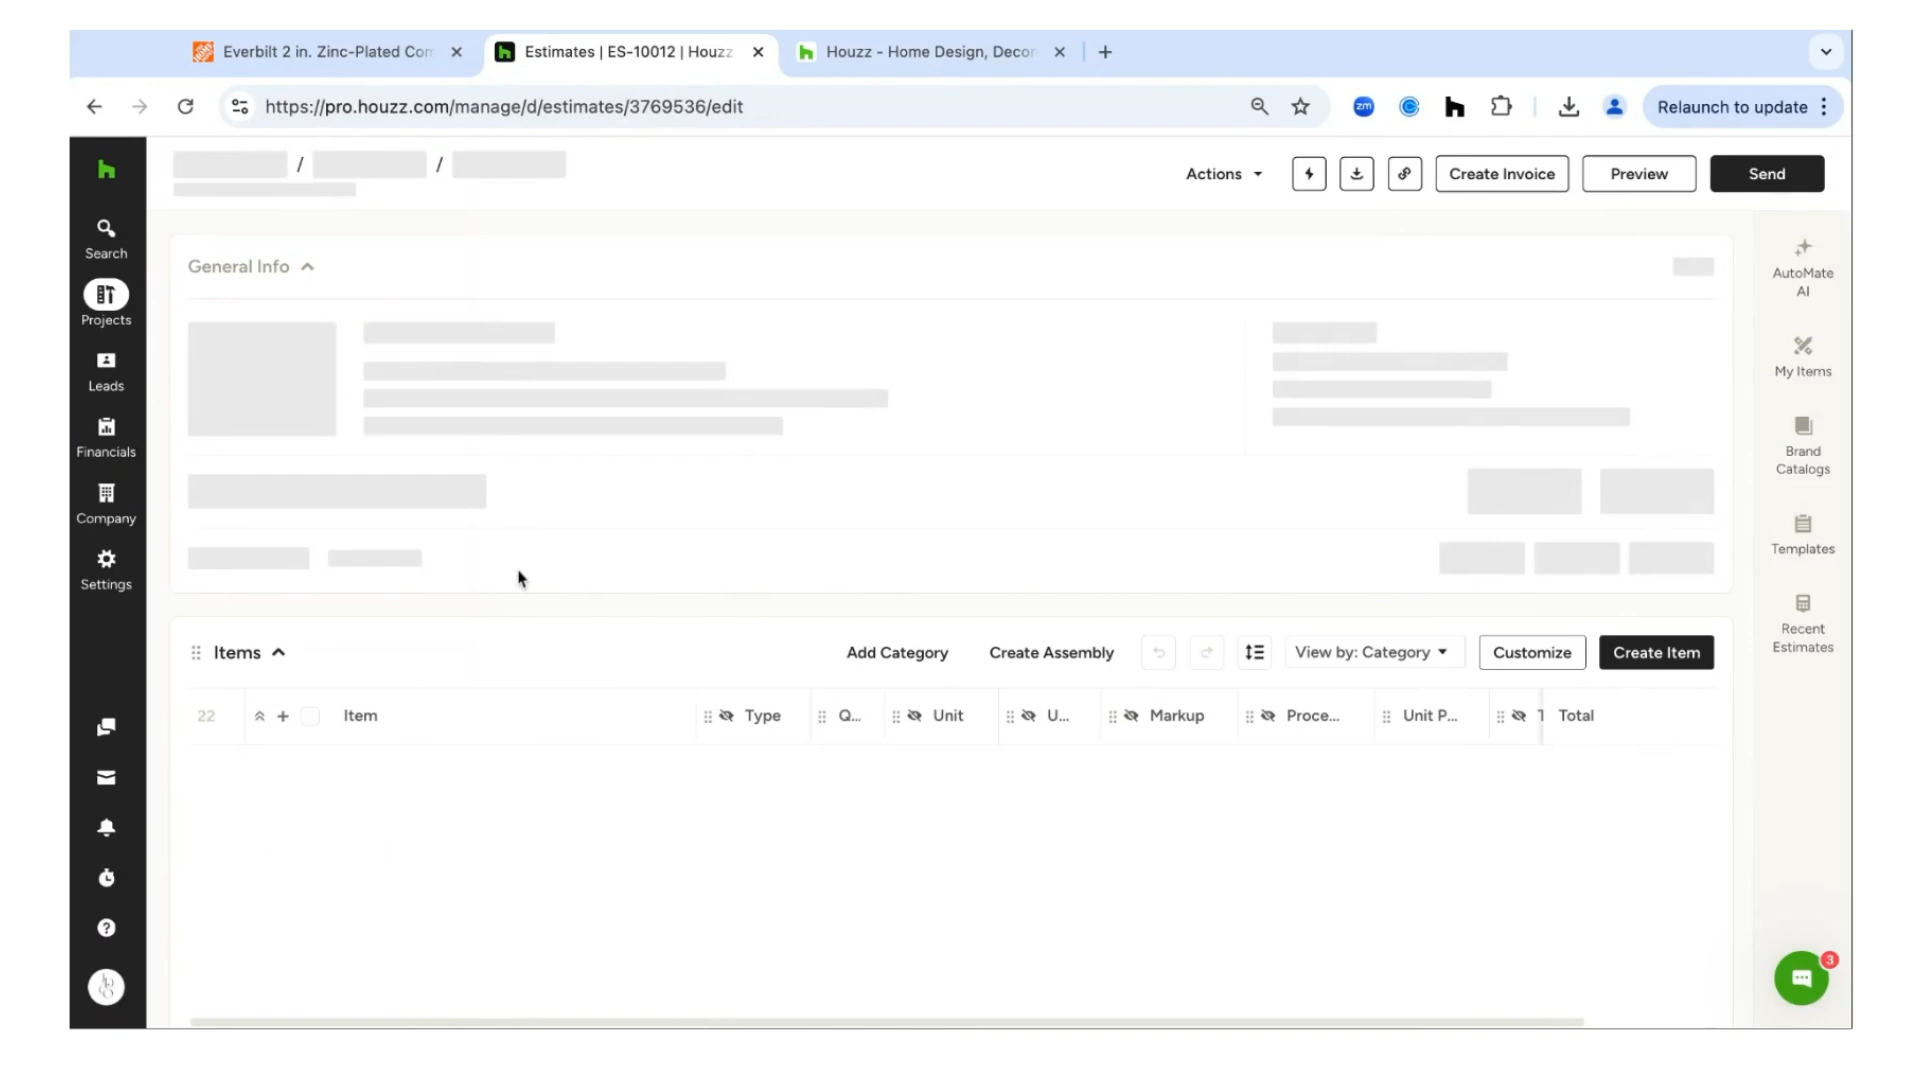 Everbilt 2 in. Zinc-Plated Com
Estimates | ES-10012 | Houzz
Houzz - Home Design, Decor
https://pro.houzz.com/manage/d/estimates/3769536/edit
zm
Relaunch to update
/ /
Actions
Create Invoice
Preview
Send
Search
Projects
Leads
Financials
Company
Settings
General Info
AutoMate
AI
My Items
Brand
Catalogs
Templates
Recent
Estimates
Items
Add Category
Create Assembly
View by: Category
Customize
Create Item
22
Item
Type
Q...
Unit
U...
Markup
Proce...
Unit P...
T
Total
3